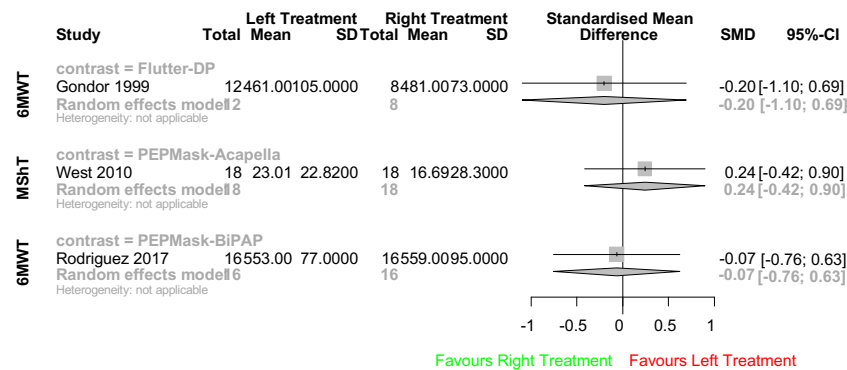 Left Treatment Right Treatment Standardised Mean
Study Total Mean SD Total Mean SD Difference SMD 95%-CI
6MWT
contrast = Flutter-DP
Gondor 1999 12 461.00 105.0000 8 481.00 73.0000 -0.20 [-1.10; 0.69]
Random effects model 12 8 -0.20 [-1.10; 0.69]
Heterogeneity: not applicable
MShT
contrast = PEPMask-Acapella
West 2010 18 23.01 22.8200 18 16.69 28.3000 0.24 [-0.42; 0.90]
Random effects model 18 18 0.24 [-0.42; 0.90]
Heterogeneity: not applicable
6MWT
contrast = PEPMask-BiPAP
Rodriguez 2017 16 553.00 77.0000 16 559.00 95.0000 -0.07 [-0.76; 0.63]
Random effects model 16 16 -0.07 [-0.76; 0.63]
Heterogeneity: not applicable
-1 -0.5 0 0.5 1
Favours Right Treatment Favours Left Treatment